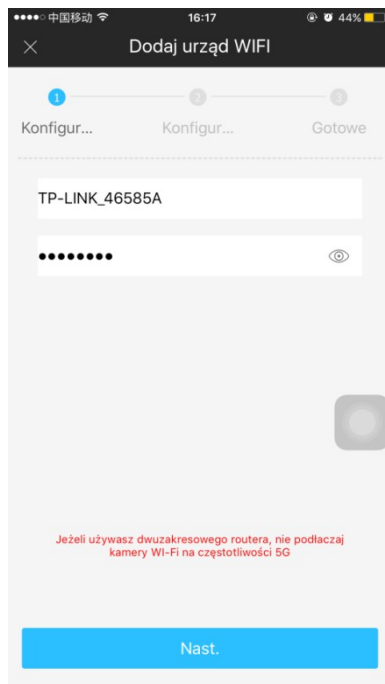 中国移动 16:17 44%
Dodaj urząd WIFI
1 2 3
Konfigur... Konfigur... Gotowe
TP-LINK_46585A
••••••••
Jeżeli używasz dwuzakresowego routera, nie podłaczaj
kamery WI-Fi na częstotliwości 5G
Nast.